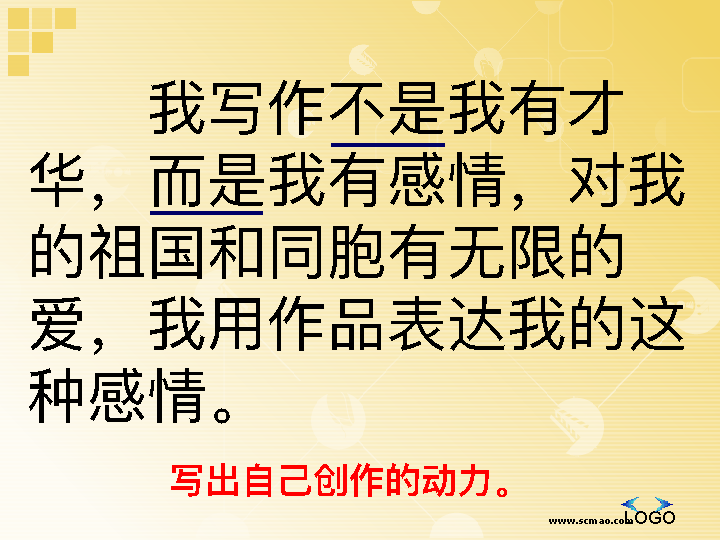 我写作不是我有才
华，而是我有感情，对我
的祖国和同胞有无限的
爱，我用作品表达我的这
种感情。
写出自己创作的动力。
www.scmao.com
LOGO